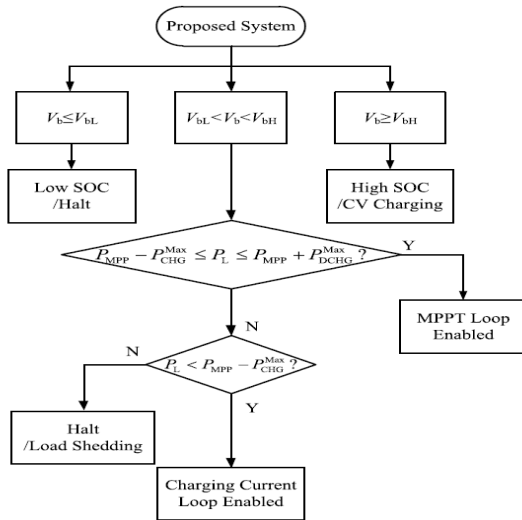 Proposed System
V_b≤V_bL
V_bL<V_b<V_bH
V_b≥V_bH
Low SOC
/Halt
High SOC
/CV Charging
P_MPP − P_CHG^Max ≤ P_L ≤ P_MPP + P_DCHG^Max ?
Y
MPPT Loop
Enabled
N
N
P_L < P_MPP − P_CHG^Max ?
Y
Halt
/Load Shedding
Charging Current
Loop Enabled